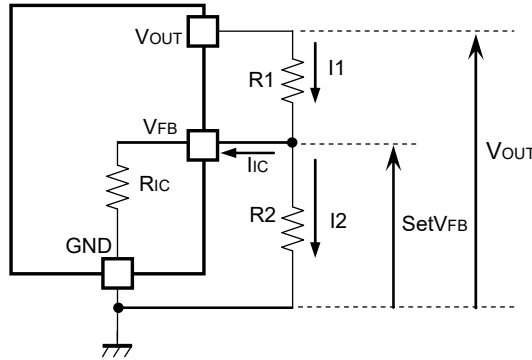 VOUT
R1
I1
VFB
IIC
VOUT
RIC
R2
I2
SetVFB
GND